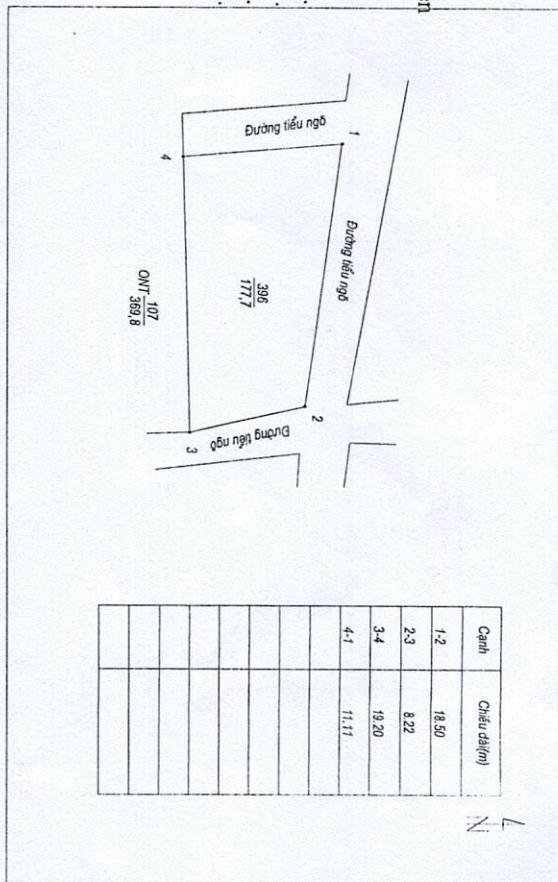 Đường tiểu ngõ
1
Đường tiểu ngõ
4
396
177,7
2
ONT 107
369,8
Đường tiểu ngõ
3
Cạnh Chiều dài(m)
1-2 18.50
2-3 8.22
3-4 19.20
4-1 11.11
N